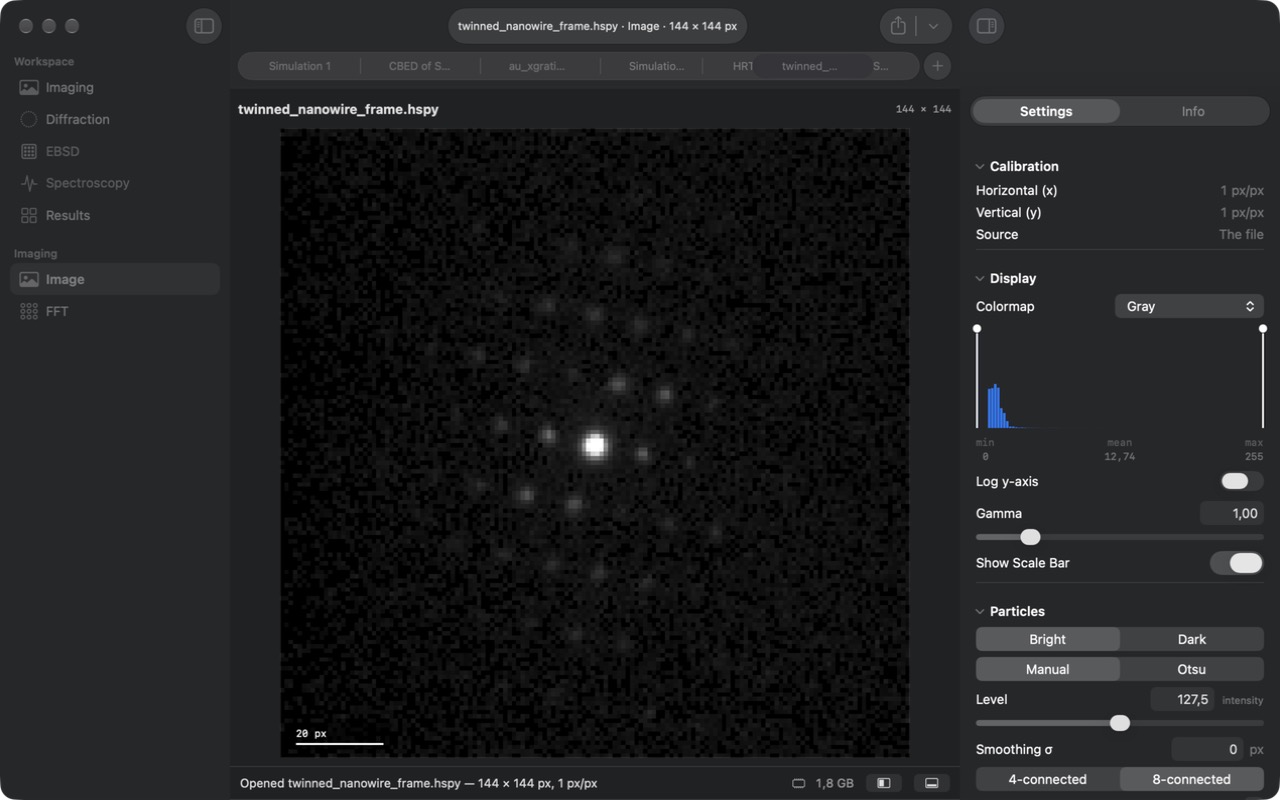 twinned_nanowire_frame.hspy · Image · 144 × 144 px
Workspace
Imaging
Diffraction
EBSD
Spectroscopy
Results
Imaging
Image
FFT
Simulation 1
CBED of S...
au_xgrati...
Simulatio...
HRT
twinned_...
S...
twinned_nanowire_frame.hspy
144 × 144
20 px
Opened twinned_nanowire_frame.hspy — 144 × 144 px, 1 px/px
1,8 GB
Settings
Info
Calibration
Horizontal (x) 1 px/px
Vertical (y) 1 px/px
Source The file
Display
Colormap Gray
min mean max
0 12,74 255
Log y-axis
Gamma 1,00
Show Scale Bar
Particles
Bright Dark
Manual Otsu
Level 127,5 intensity
Smoothing σ 0 px
4-connected 8-connected